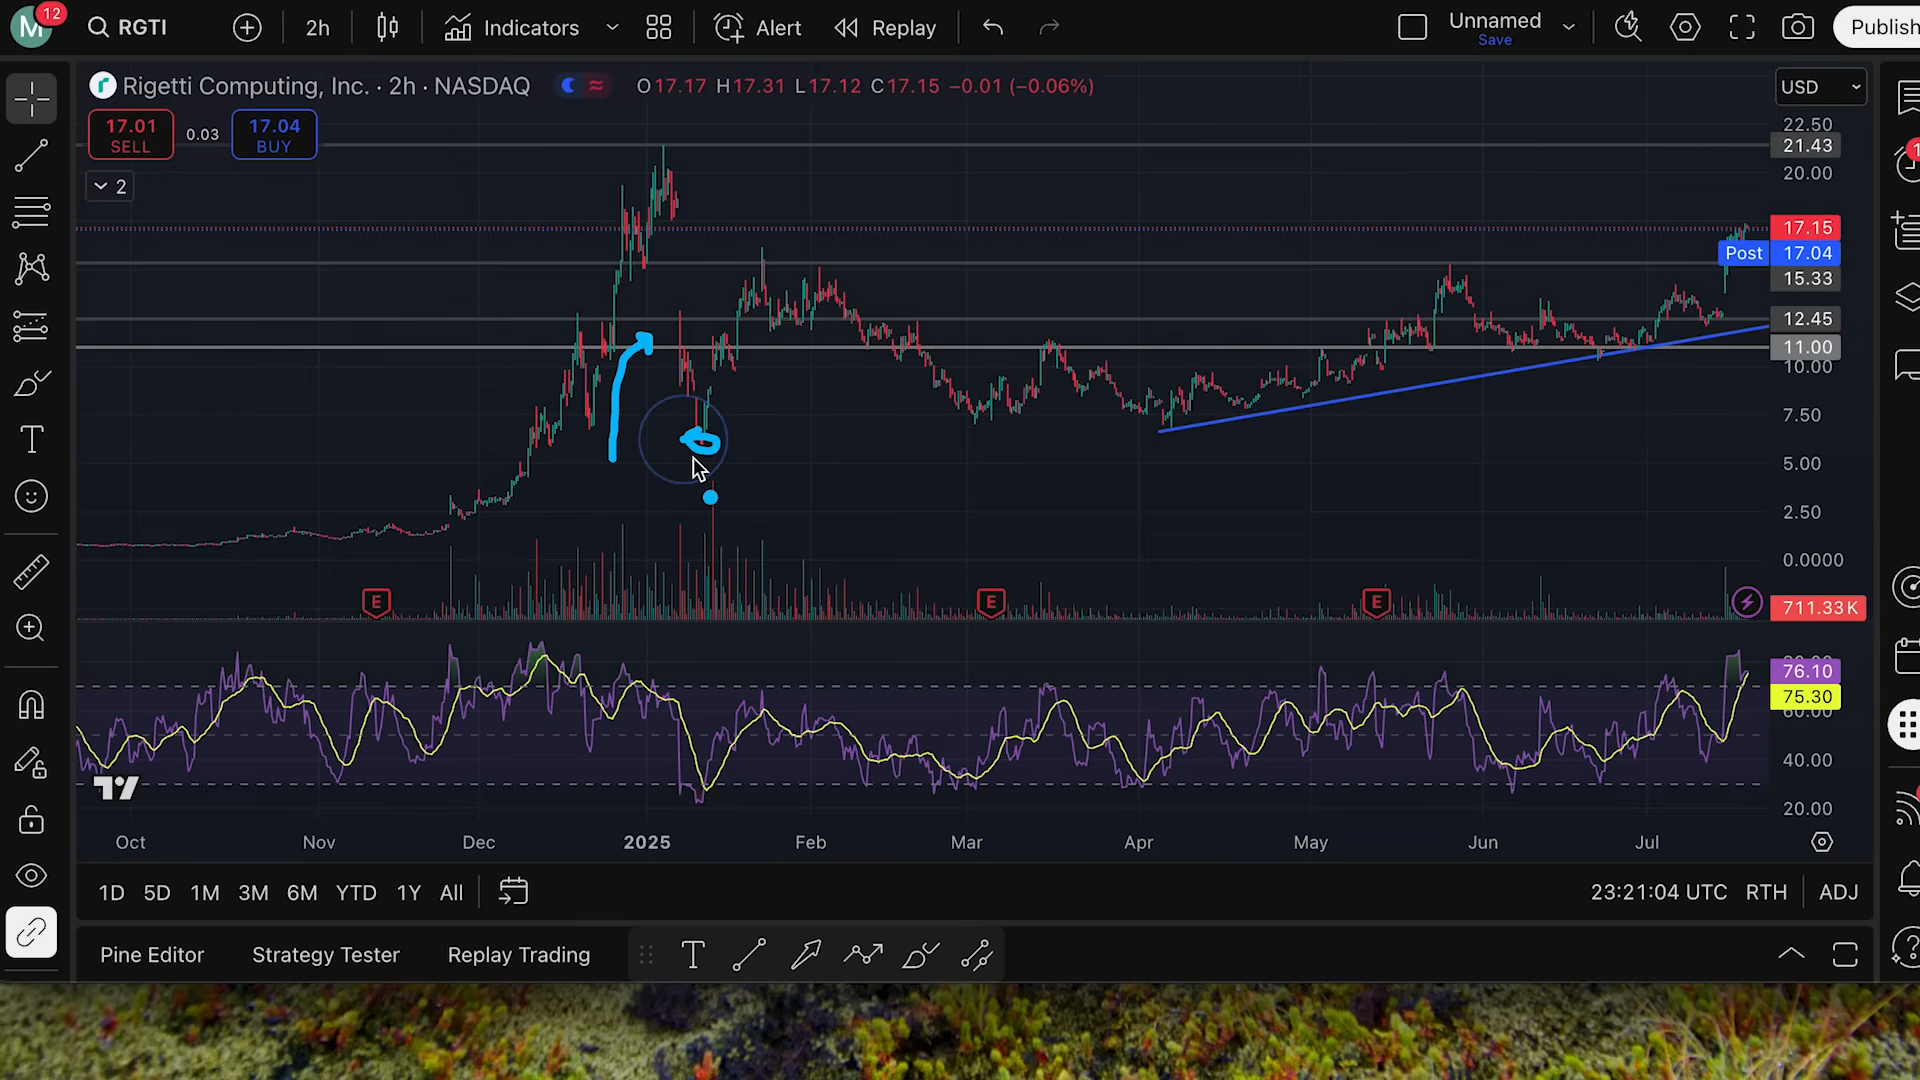 M 12 RGTI 2h Indicators Alert Replay Unnamed Publish
Save
Rigetti Computing, Inc. · 2h · NASDAQ O17.17 H17.31 L17.12 C17.15 −0.01 (−0.06%) USD
17.01 0.03 17.04
SELL BUY
2
22.50
21.43
20.00
17.15
Post 17.04
15.33
12.45
11.00
10.00
7.50
5.00
2.50
0.0000
E E E 711.33K
76.10
75.30
60.00
40.00
20.00
Oct Nov Dec 2025 Feb Mar Apr May Jun Jul
1D 5D 1M 3M 6M YTD 1Y All 23:21:04 UTC RTH ADJ
Pine Editor Strategy Tester Replay Trading T